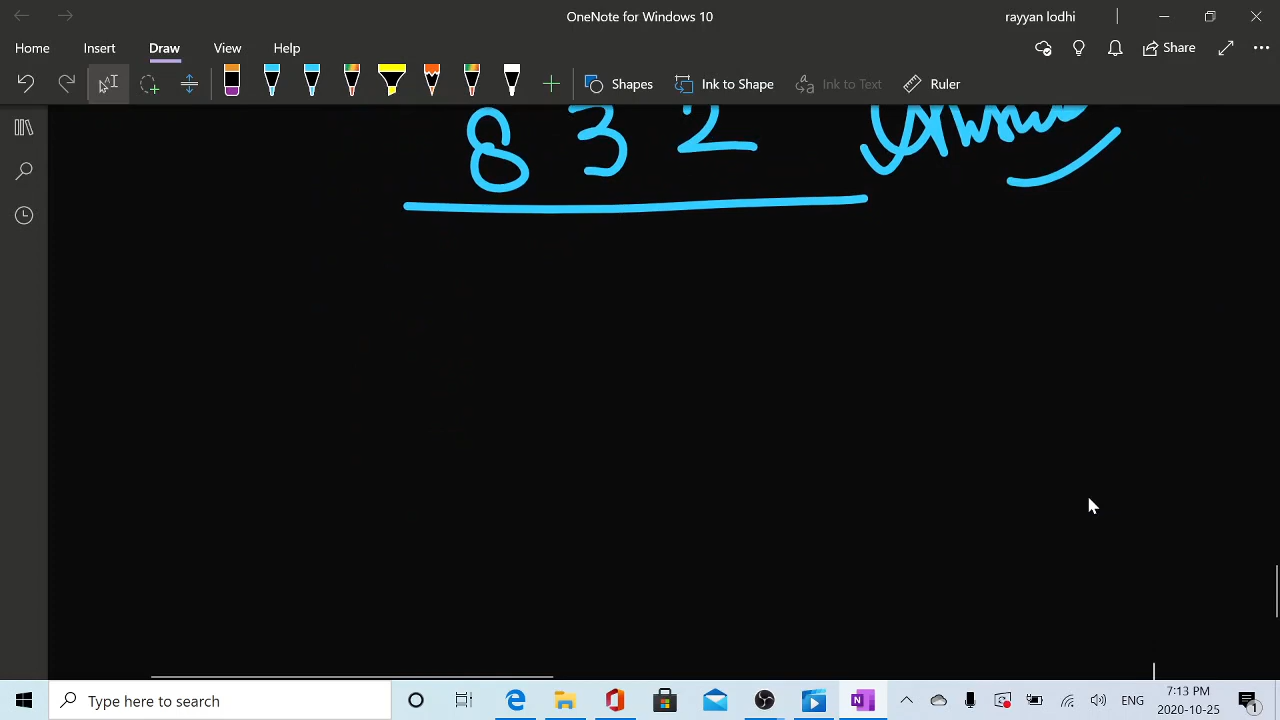 OneNote for Windows 10
rayyan lodhi
Home Insert Draw View Help
Share
Shapes
Ink to Shape
Ink to Text
Ruler
8 3 2
Type here to search
ENG
7:13 PM
2020-10-25
1